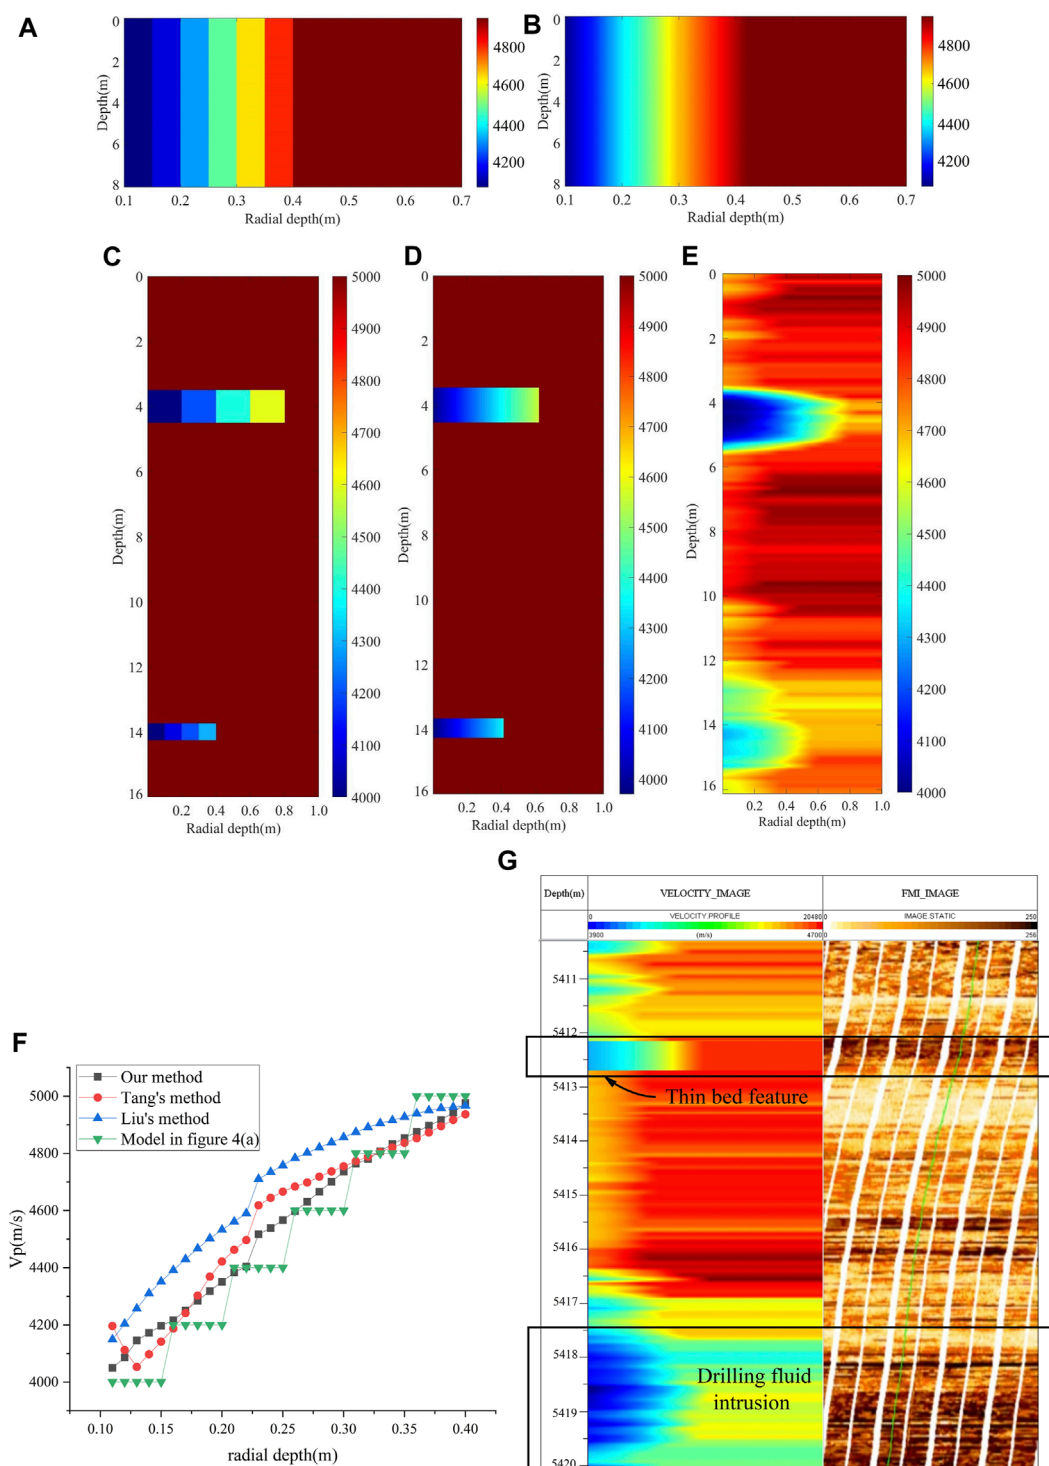 A
0
2
4
6
8
Depth(m)
0.1 0.2 0.3 0.4 0.5 0.6 0.7
Radial depth(m)
4800
4600
4400
4200
B
0
2
4
6
8
Depth(m)
0.1 0.2 0.3 0.4 0.5 0.6 0.7
Radial depth(m)
4800
4600
4400
4200
C
0
2
4
6
8
10
12
14
16
Depth(m)
0.2 0.4 0.6 0.8 1.0
Radial depth(m)
5000
4900
4800
4700
4600
4500
4400
4300
4200
4100
4000
D
0
2
4
6
8
10
12
14
16
Depth(m)
0.2 0.4 0.6 0.8 1.0
Radial depth(m)
5000
4900
4800
4700
4600
4500
4400
4300
4200
4100
4000
E
0
2
4
6
8
10
12
14
16
Depth(m)
0.2 0.4 0.6 0.8 1.0
Radial depth(m)
5000
4900
4800
4700
4600
4500
4400
4300
4200
4100
4000
F
Our method
Tang's method
Liu's method
Model in figure 4(a)
5000
4800
4600
4400
4200
4000
Vp(m/s)
0.10 0.15 0.20 0.25 0.30 0.35 0.40
radial depth(m)
G
Depth(m) VELOCITY_IMAGE FMI_IMAGE
0 VELOCITY.PROFILE 20480
3900 (m/s) 4700
0 IMAGE.STATIC 250
0 256
5411
5412
5413
Thin bed feature
5414
5415
5416
5417
5418
Drilling fluid
intrusion
5419
5420